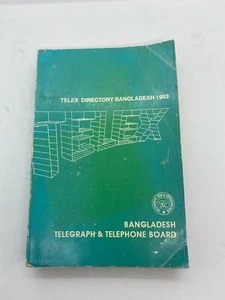 TELEX DIRECTORY BANGLADESH 1993
TELEX
BANGLADESH
TELEGRAPH & TELEPHONE BOARD